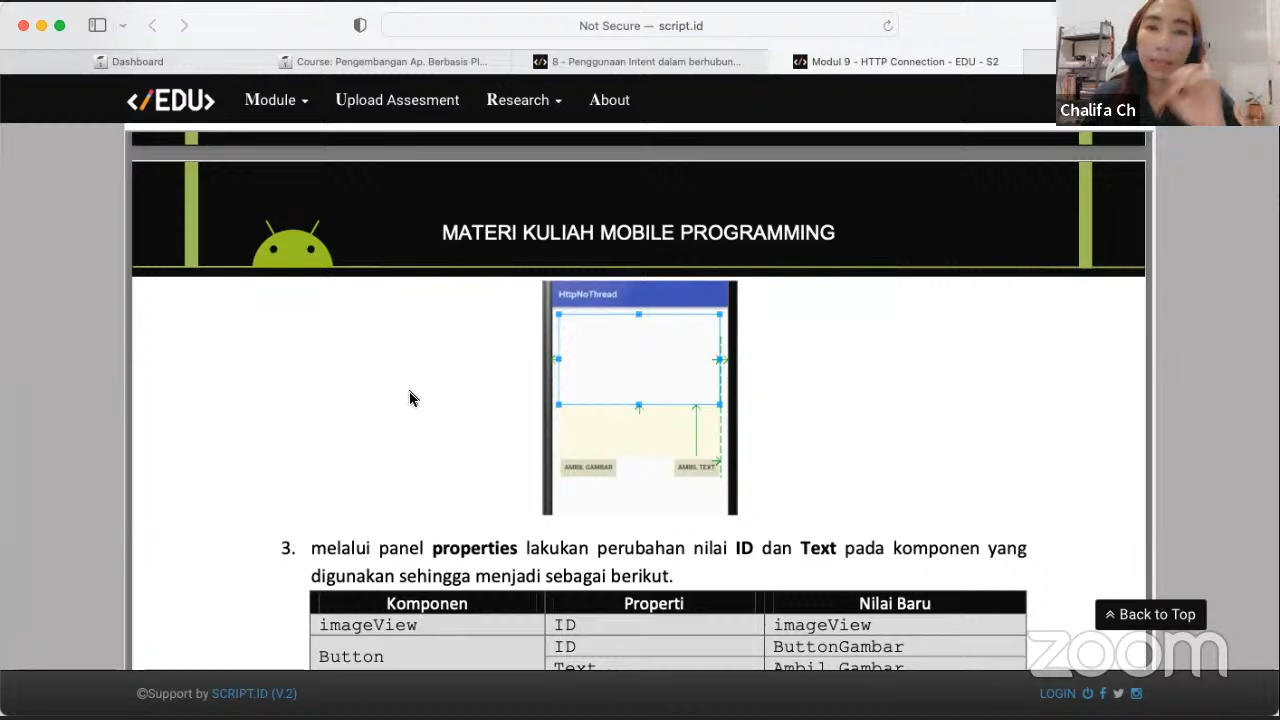 Not Secure — script.id
Dashboard
Course: Pengembangan Ap. Berbasis Pl...
8 - Penggunaan Intent dalam berhubun...
Modul 9 - HTTP Connection - EDU - S2
</EDU>
Module
Upload Assesment
Research
About
Chalifa Ch
MATERI KULIAH MOBILE PROGRAMMING
HttpNoThread
AMBIL GAMBAR
AMBIL TEXT
3. melalui panel properties lakukan perubahan nilai ID dan Text pada komponen yang
digunakan sehingga menjadi sebagai berikut.
Komponen Properti Nilai Baru
imageView ID imageView
Button ID ButtonGambar
Text Ambil Gambar
Back to Top
zoom
©Support by SCRIPT.ID (V.2)
LOGIN